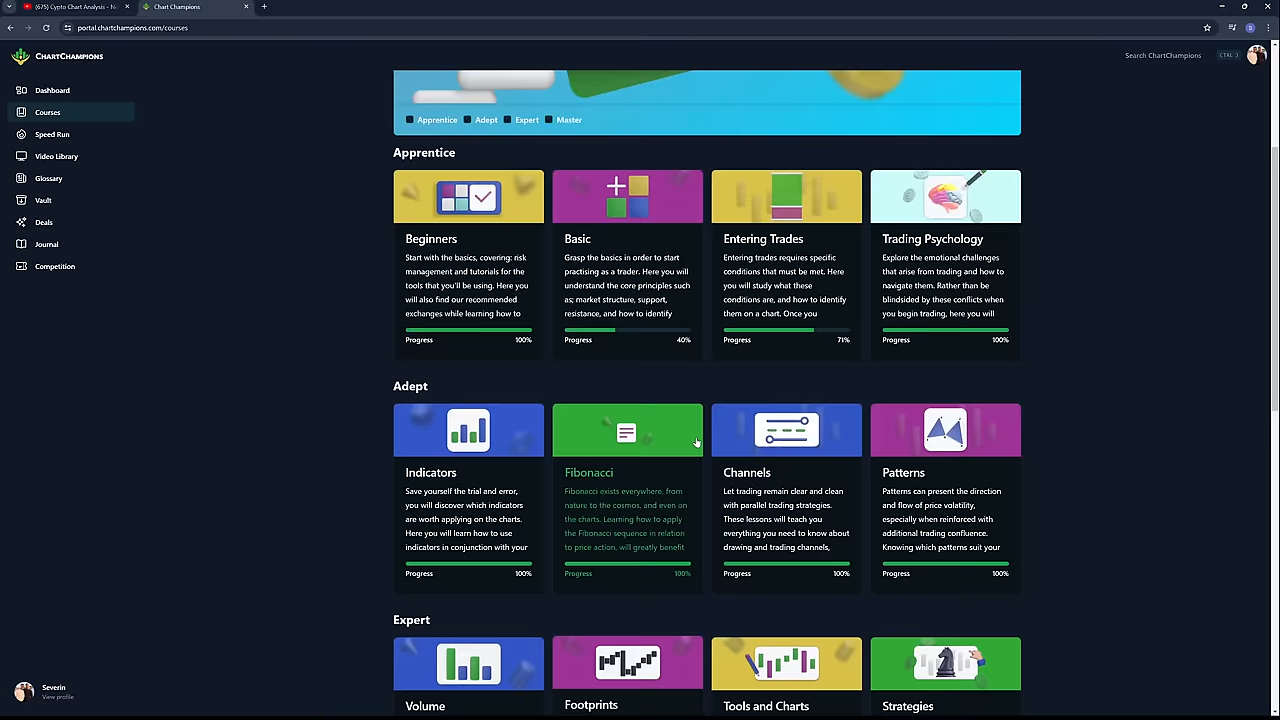 (675) Cypto Chart Analysis - N
Chart Champions
portal.chartchampions.com/courses
CHARTCHAMPIONS
Search ChartChampions
CTRL J
Dashboard
Courses
Speed Run
Video Library
Glossary
Vault
Deals
Journal
Competition
Apprentice
Adept
Expert
Master
Apprentice
Beginners
Start with the basics, covering: risk
management and tutorials for the
tools that you'll be using. Here you
will also find our recommended
exchanges while learning how to
Progress
100%
Basic
Grasp the basics in order to start
practising as a trader. Here you will
understand the core principles such
as; market structure, support,
resistance, and how to identify
Progress
40%
Entering Trades
Entering trades requires specific
conditions that must be met. Here
you will study what these
conditions are, and how to identify
them on a chart. Once you
Progress
71%
Trading Psychology
Explore the emotional challenges
that arise from trading and how to
navigate them. Rather than be
blindsided by these conflicts when
you begin trading, here you will
Progress
100%
Adept
Indicators
Save yourself the trial and error,
you will discover which indicators
are worth applying on the charts.
Here you will learn how to use
indicators in conjunction with your
Progress
100%
Fibonacci
Fibonacci exists everywhere, from
nature to the cosmos, and even on
the charts. Learning how to apply
the Fibonacci sequence in relation
to price action, will greatly benefit
Progress
100%
Channels
Let trading remain clear and clean
with parallel trading strategies.
These lessons will teach you
everything you need to know about
drawing and trading channels,
Progress
100%
Patterns
Patterns can present the direction
and flow of price volatility,
especially when reinforced with
additional trading confluence.
Knowing which patterns suit your
Progress
100%
Expert
Volume
Footprints
Tools and Charts
Strategies
Severin
View profile